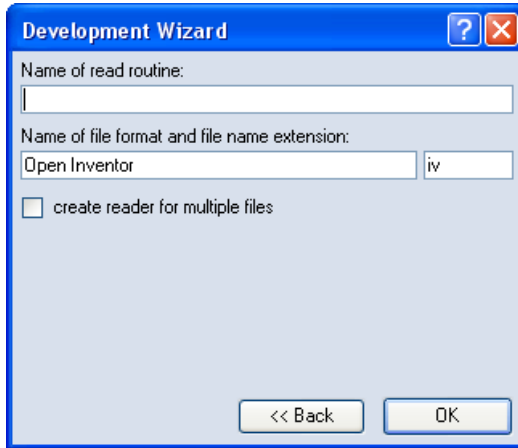 Development Wizard
Name of read routine:
Name of file format and file name extension:
Open Inventor iv
create reader for multiple files
<< Back OK